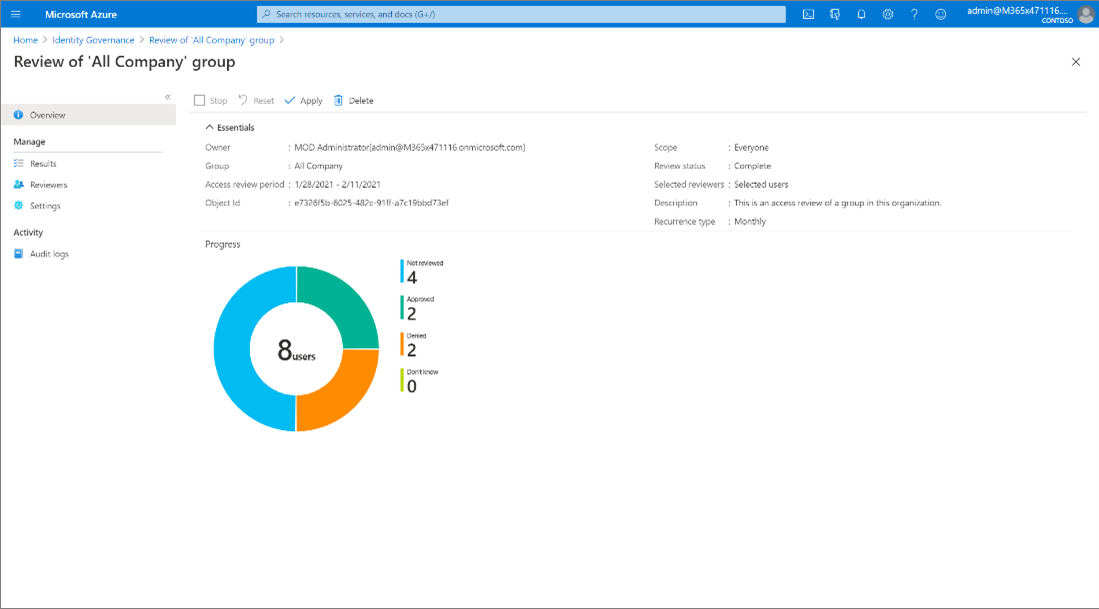 Microsoft Azure
Search resources, services, and docs (G+/)
admin@M365x471116....
CONTOSO
Home > Identity Governance > Review of 'All Company' group >
Review of 'All Company' group
«
Stop Reset Apply Delete
Overview
Manage
Results
Reviewers
Settings
Activity
Audit logs
Essentials
Owner : MOD Administrator[admin@M365x471116.onmicrosoft.com]
Group : All Company
Access review period : 1/28/2021 - 2/11/2021
Object Id : e7326f5b-6025-482c-91ff-a7c19bbd73ef
Scope : Everyone
Review status : Complete
Selected reviewers : Selected users
Description : This is an access review of a group in this organization.
Recurrence type : Monthly
Progress
8users
Not reviewed
4
Approved
2
Denied
2
Don't know
0